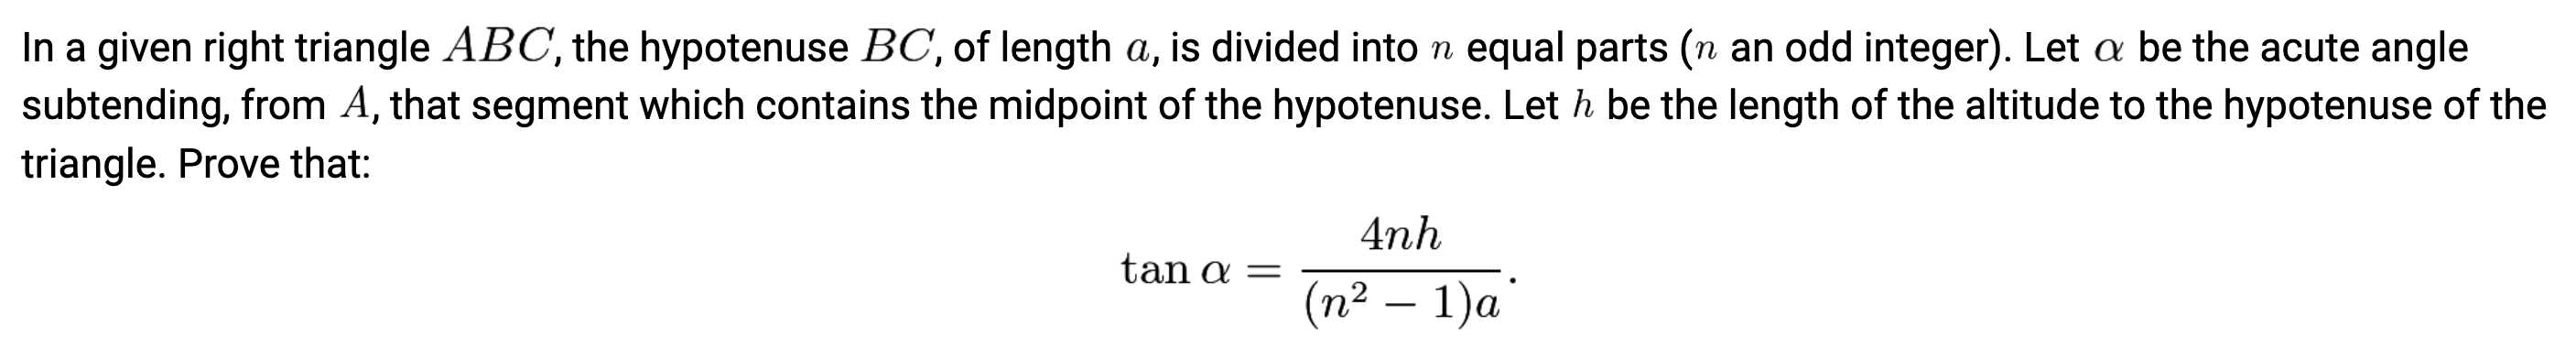 In a given right triangle ABC, the hypotenuse BC, of length a, is divided into n equal parts (n an odd integer). Let α be the acute angle
subtending, from A, that segment which contains the midpoint of the hypotenuse. Let h be the length of the altitude to the hypotenuse of the
triangle. Prove that:
tan α = 4nh / (n² − 1)a.